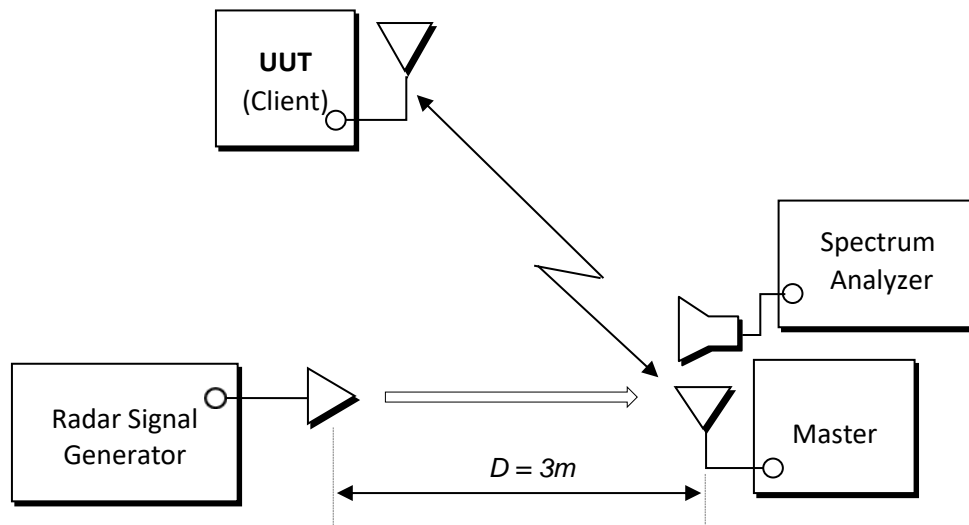 UUT
(Client)
Spectrum
Analyzer
Radar Signal
Generator
Master
D = 3m